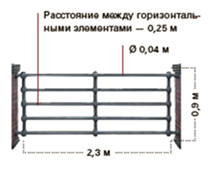 Расстояние между горизонталь-
ными элементами — 0,25 м
Ø 0,04 м
0,9 м
2,3 м